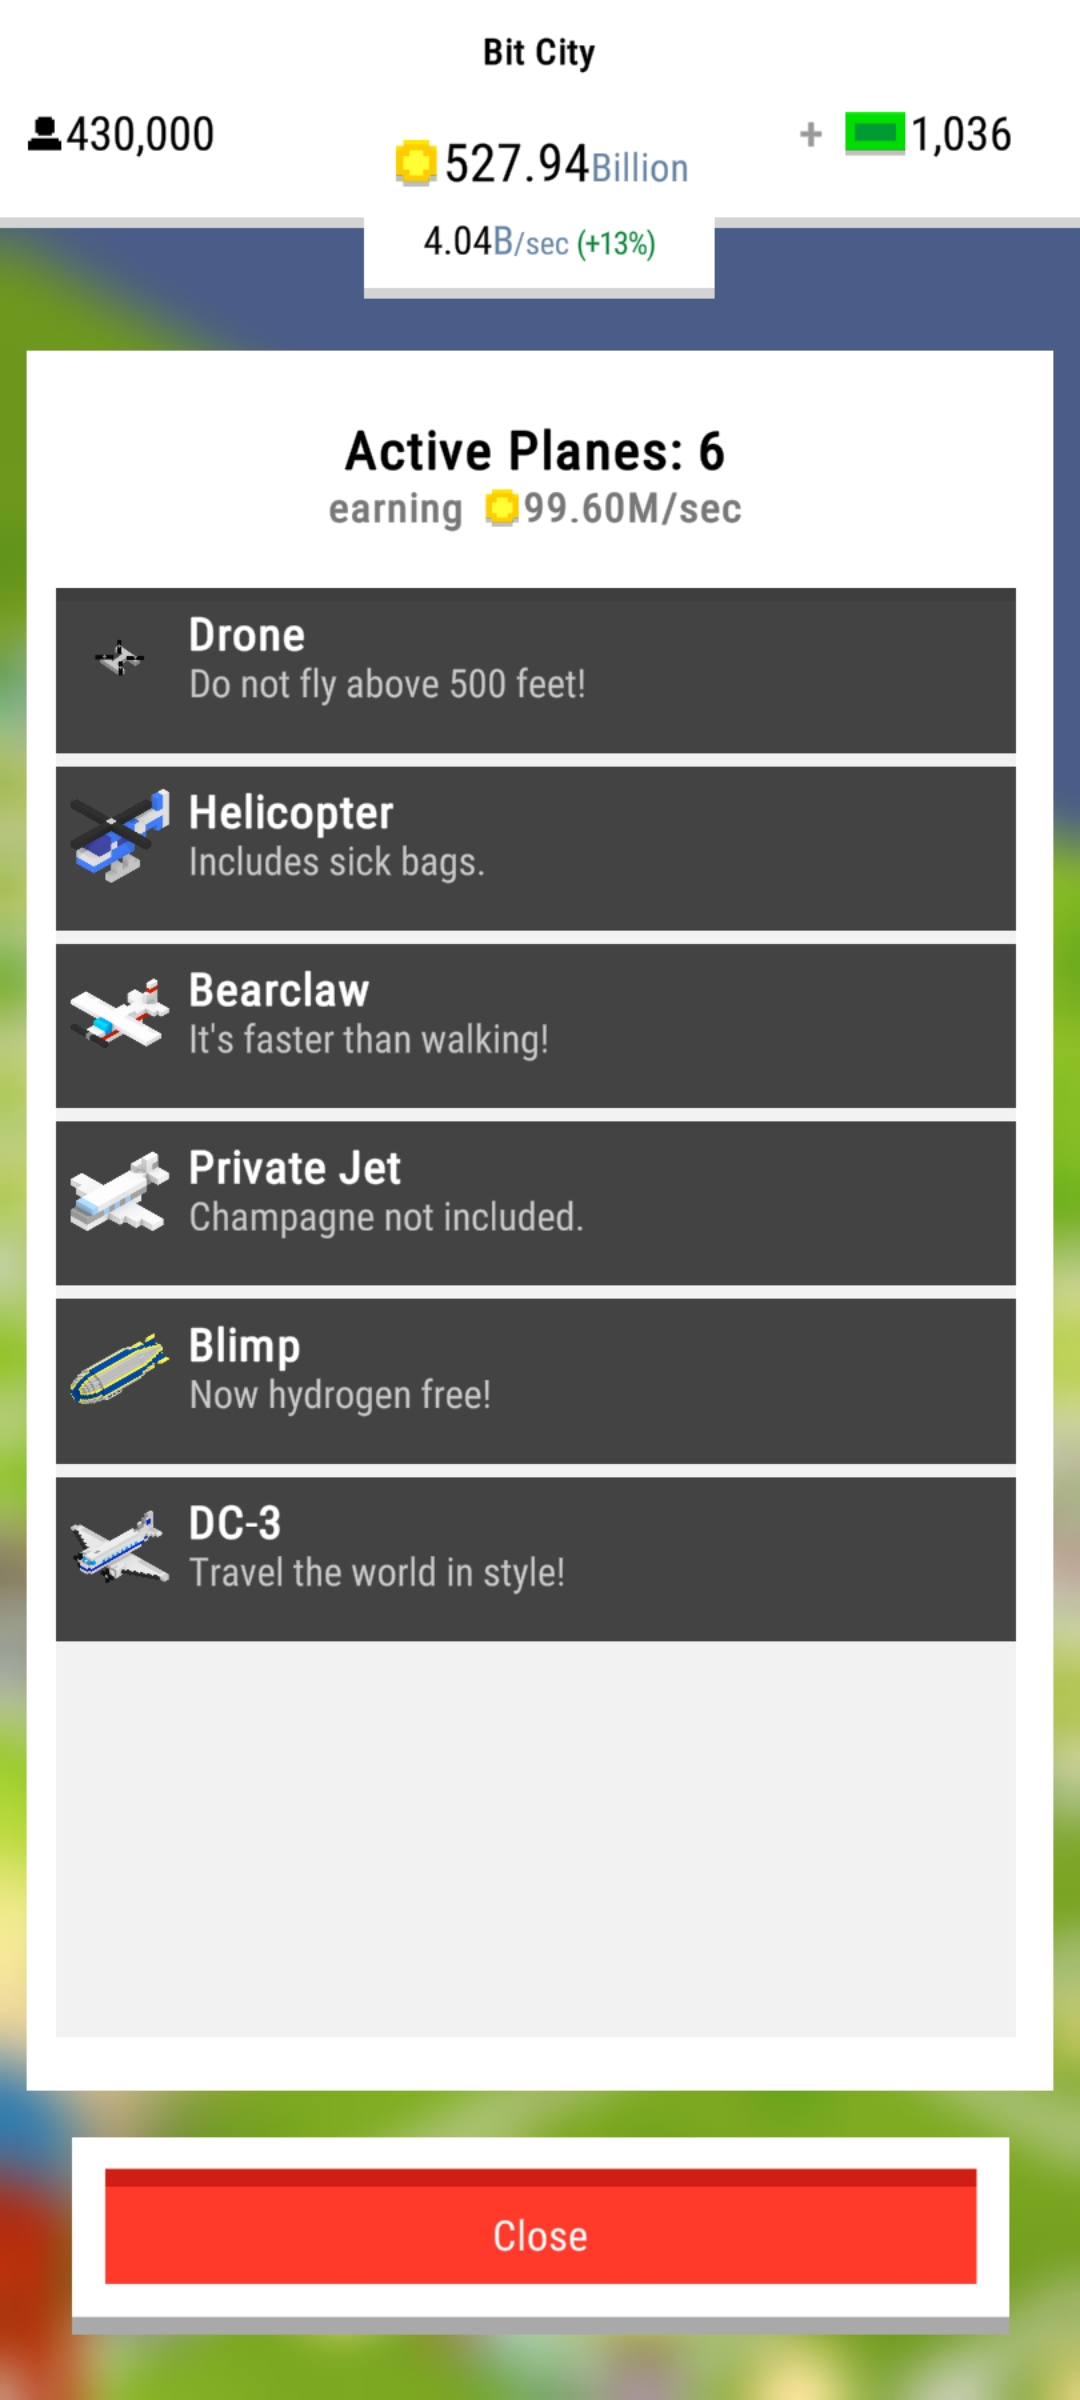 Bit City
430,000
527.94Billion
+ 1,036
4.04B/sec (+13%)
Active Planes: 6
earning 99.60M/sec
Drone
Do not fly above 500 feet!
Helicopter
Includes sick bags.
Bearclaw
It's faster than walking!
Private Jet
Champagne not included.
Blimp
Now hydrogen free!
DC-3
Travel the world in style!
Close